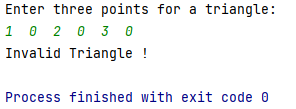 Enter three points for a triangle:
1  0  2  0  3  0
Invalid Triangle !
Process finished with exit code 0